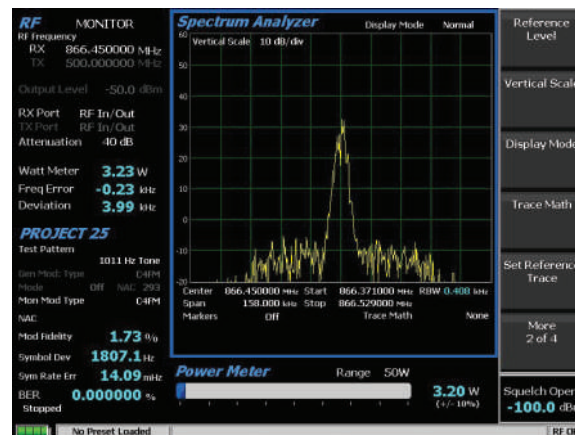 RF MONITOR
RF Frequency
RX 866.450000 MHz
TX 500.000000 MHz
Output Level -50.0 dBm
RX Port RF In/Out
TX Port RF In/Out
Attenuation 40 dB
Watt Meter 3.23 W
Freq Error -0.23 kHz
Deviation 3.99 kHz
PROJECT 25
Test Pattern
1011 Hz Tone
Gen Mod: Type C4FM
Mode Off NAC 293
Mon Mod Type C4FM
NAC
Mod Fidelity 1.73 %
Symbol Dev 1807.1 Hz
Sym Rate Err 14.09 mHz
BER 0.000000 %
Stopped
Spectrum Analyzer Display Mode Normal
Vertical Scale 10 dB/div
60
50
40
30
20
10
0
-10
-20
Center 866.450000 MHz Start 866.371000 MHz RBW 0.408 kHz
Span 158.000 kHz Stop 866.529000 MHz
Markers Off Trace Math None
Power Meter Range 50W
3.20 W
(+/- 10%)
Reference
Level
Vertical Scale
Display Mode
Trace Math
Set Reference
Trace
More
2 of 4
Squelch Open
-100.0 dBm
No Preset Loaded